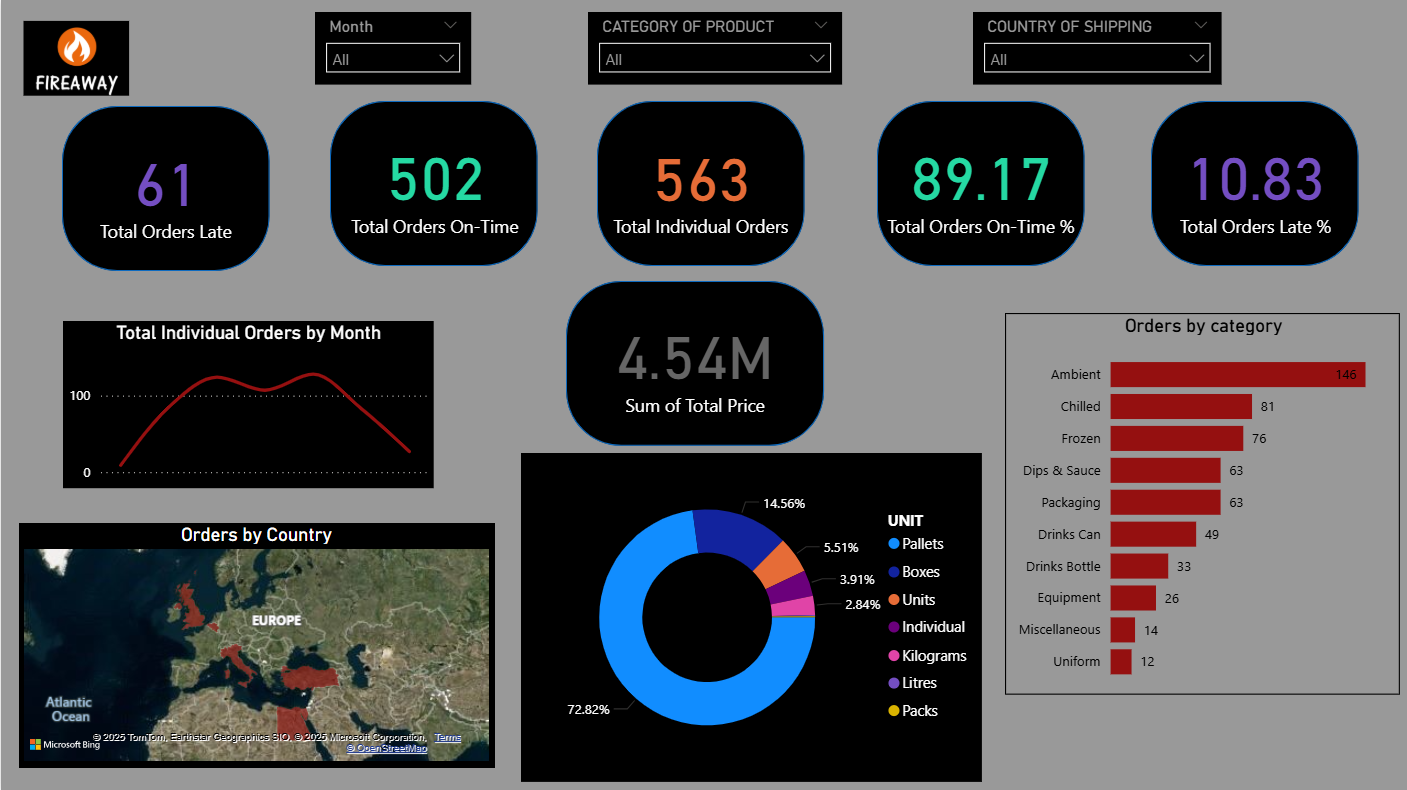 FIREAWAY
Month
All
CATEGORY OF PRODUCT
All
COUNTRY OF SHIPPING
All
61
Total Orders Late
502
Total Orders On-Time
563
Total Individual Orders
89.17
Total Orders On-Time %
10.83
Total Orders Late %
4.54M
Sum of Total Price
Total Individual Orders by Month
100
0
Orders by Country
EUROPE
Atlantic
Ocean
Microsoft Bing
© 2025 TomTom, Earthstar Geographics SIO, © 2025 Microsoft Corporation, Terms
© OpenStreetMap
14.56%
5.51%
3.91%
2.84%
72.82%
UNIT
Pallets
Boxes
Units
Individual
Kilograms
Litres
Packs
Orders by category
Ambient 146
Chilled 81
Frozen 76
Dips & Sauce 63
Packaging 63
Drinks Can 49
Drinks Bottle 33
Equipment 26
Miscellaneous 14
Uniform 12